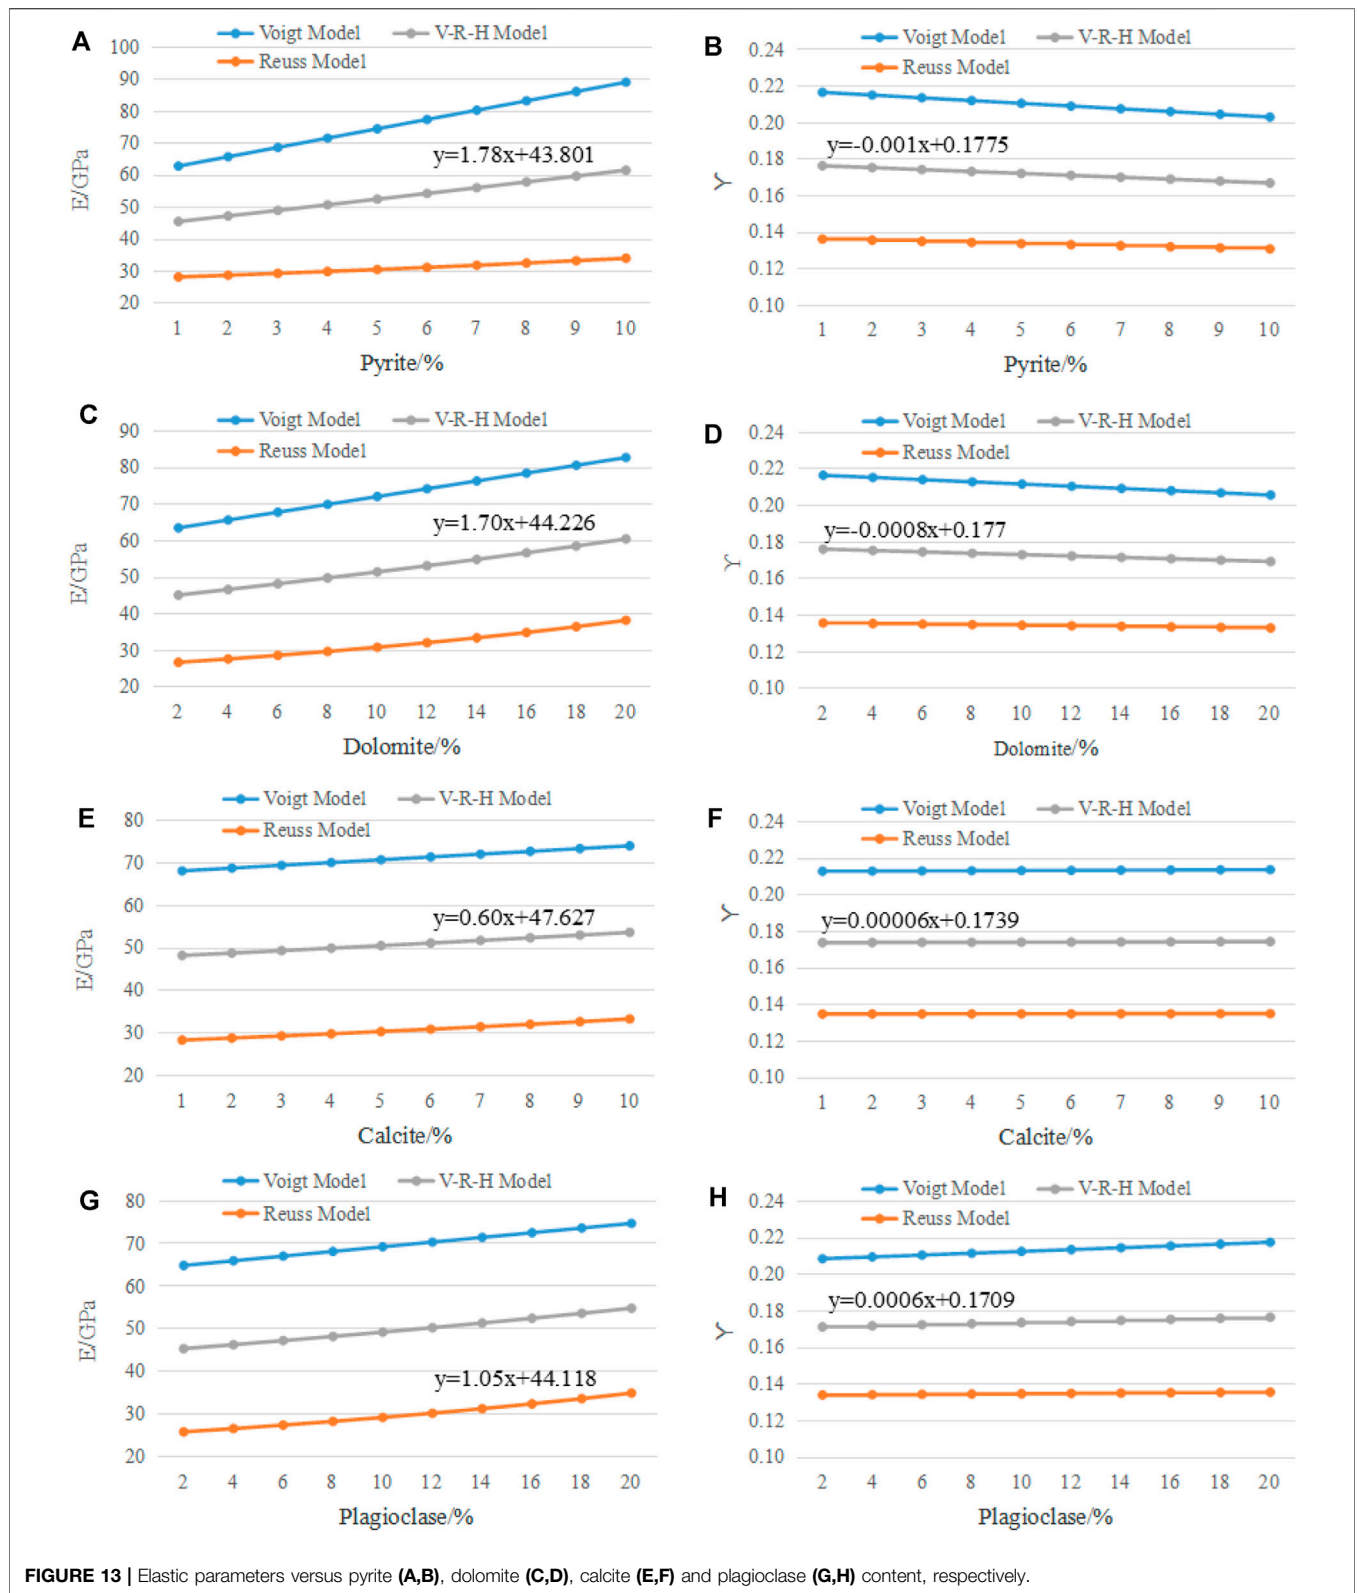 A
Voigt Model
V-R-H Model
Reuss Model
100
90
80
70
60
50
40
30
20
E/GPa
y=1.78x+43.801
1 2 3 4 5 6 7 8 9 10
Pyrite/%
B
Voigt Model
V-R-H Model
Reuss Model
0.24
0.22
0.20
0.18
0.16
0.14
0.12
0.10
ϒ
y=-0.001x+0.1775
1 2 3 4 5 6 7 8 9 10
Pyrite/%
C
Voigt Model
V-R-H Model
Reuss Model
90
80
70
60
50
40
30
20
E/GPa
y=1.70x+44.226
2 4 6 8 10 12 14 16 18 20
Dolomite/%
D
Voigt Model
V-R-H Model
Reuss Model
0.24
0.22
0.20
0.18
0.16
0.14
0.12
0.10
ϒ
y=-0.0008x+0.177
2 4 6 8 10 12 14 16 18 20
Dolomite/%
E
Voigt Model
V-R-H Model
Reuss Model
80
70
60
50
40
30
20
E/GPa
y=0.60x+47.627
1 2 3 4 5 6 7 8 9 10
Calcite/%
F
Voigt Model
V-R-H Model
Reuss Model
0.24
0.22
0.20
0.18
0.16
0.14
0.12
0.10
ϒ
y=0.00006x+0.1739
1 2 3 4 5 6 7 8 9 10
Calcite/%
G
Voigt Model
V-R-H Model
Reuss Model
80
70
60
50
40
30
20
E/GPa
y=1.05x+44.118
2 4 6 8 10 12 14 16 18 20
Plagioclase/%
H
Voigt Model
V-R-H Model
Reuss Model
0.24
0.22
0.20
0.18
0.16
0.14
0.12
0.10
ϒ
y=0.0006x+0.1709
2 4 6 8 10 12 14 16 18 20
Plagioclase/%
FIGURE 13 | Elastic parameters versus pyrite (A,B), dolomite (C,D), calcite (E,F) and plagioclase (G,H) content, respectively.